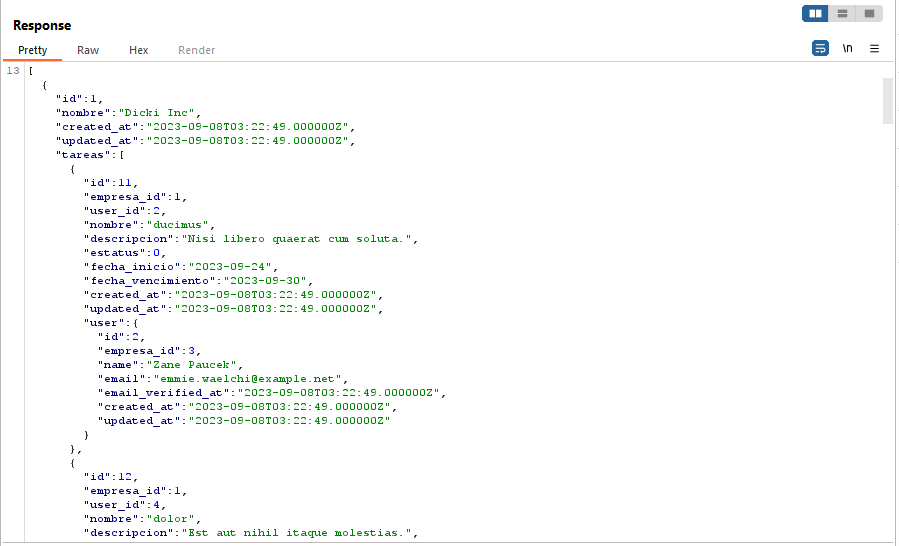 Response
Pretty Raw Hex Render \n
13 [
{
"id":1,
"nombre":"Dicki Inc",
"created_at":"2023-09-08T03:22:49.000000Z",
"updated_at":"2023-09-08T03:22:49.000000Z",
"tareas":[
{
"id":11,
"empresa_id":1,
"user_id":2,
"nombre":"ducimus",
"descripcion":"Nisi libero quaerat cum soluta.",
"estatus":0,
"fecha_inicio":"2023-09-24",
"fecha_vencimiento":"2023-09-30",
"created_at":"2023-09-08T03:22:49.000000Z",
"updated_at":"2023-09-08T03:22:49.000000Z",
"user":{
"id":2,
"empresa_id":3,
"name":"Zane Paucek",
"email":"emmie.waelchi@example.net",
"email_verified_at":"2023-09-08T03:22:49.000000Z",
"created_at":"2023-09-08T03:22:49.000000Z",
"updated_at":"2023-09-08T03:22:49.000000Z"
}
},
{
"id":12,
"empresa_id":1,
"user_id":4,
"nombre":"dolor",
"descripcion":"Est aut nihil itaque molestias.",